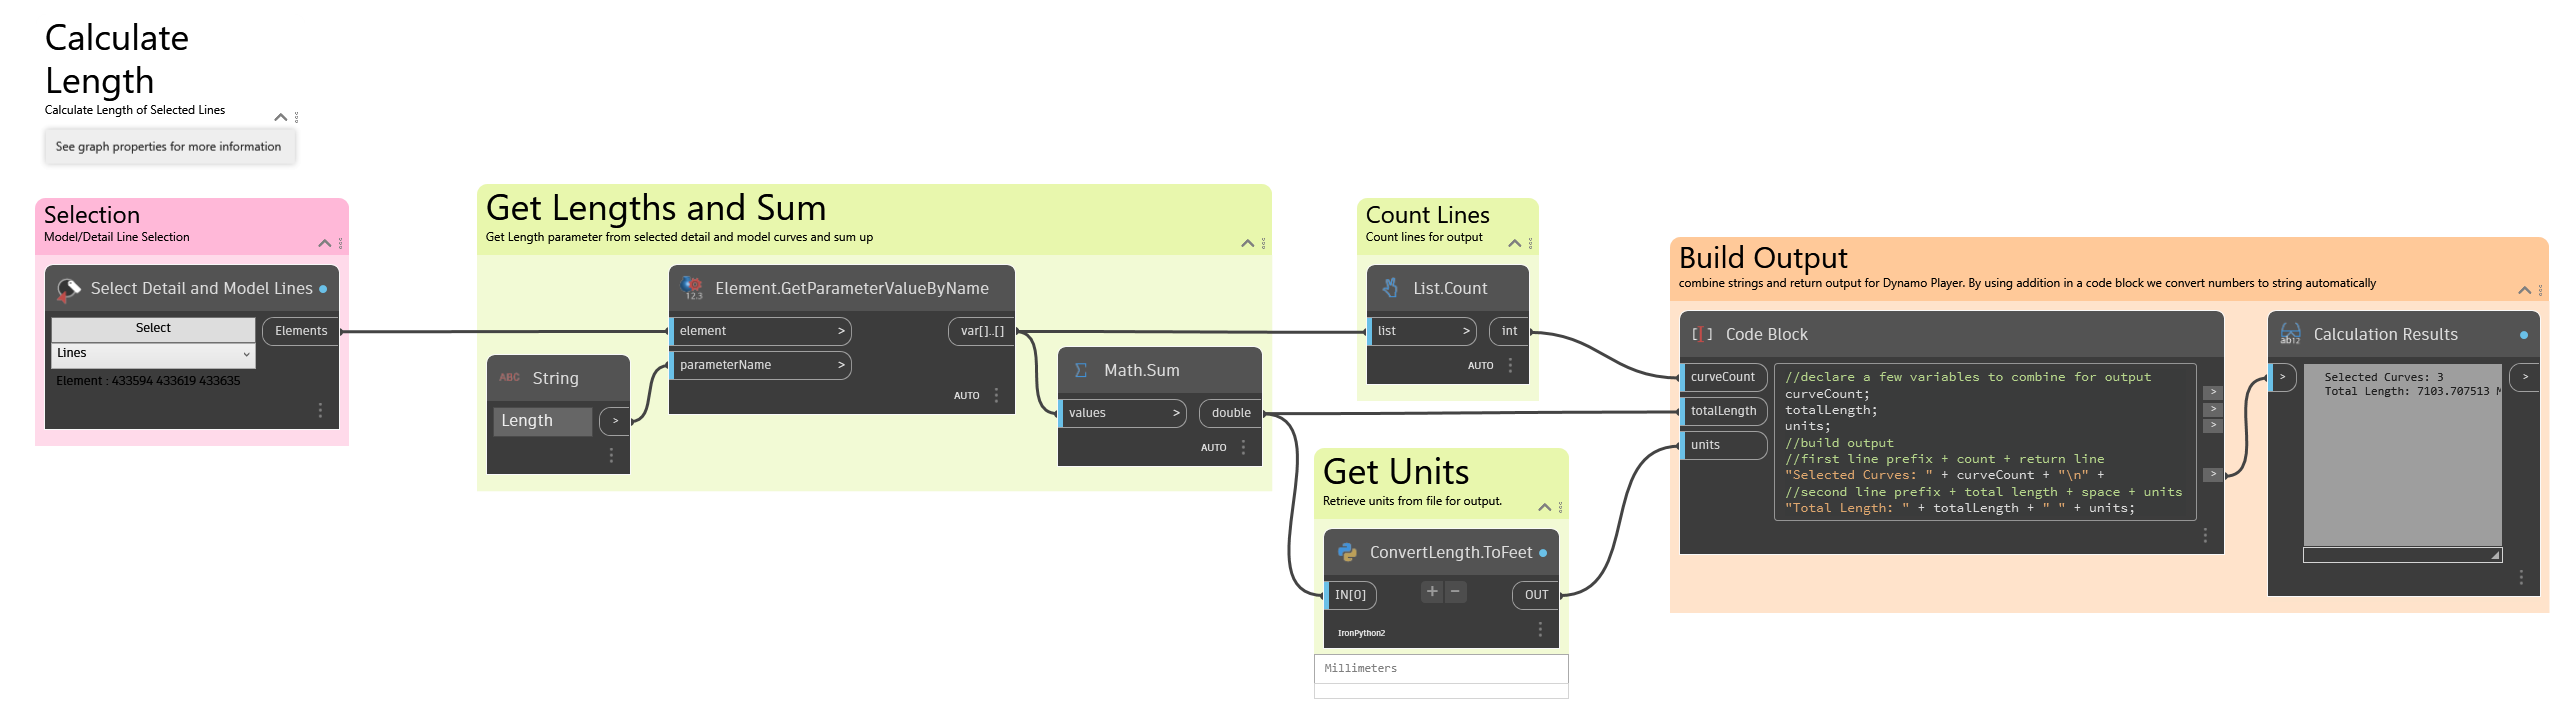 Calculate
Length
Calculate Length of Selected Lines
See graph properties for more information
Selection
Model/Detail Line Selection
Select Detail and Model Lines
Select
Elements
Lines
Element : 433594 433619 433635
Get Lengths and Sum
Get Length parameter from selected detail and model curves and sum up
Element.GetParameterValueByName
12.3
element >
var[]..[]
parameterName >
AUTO
ABC String
Length
>
Math.Sum
values >
double
AUTO
Count Lines
Count lines for output
List.Count
list >
int
AUTO
Get Units
Retrieve units from file for output.
ConvertLength.ToFeet
IN[0]
+ −
OUT
IronPython2
Millimeters
Build Output
combine strings and return output for Dynamo Player. By using addition in a code block we convert numbers to string automatically
Code Block
curveCount
totalLength
units
//declare a few variables to combine for output
curveCount;
totalLength;
units;
//build output
//first line prefix + count + return line
"Selected Curves: " + curveCount + "\n" +
//second line prefix + total length + space + units
"Total Length: " + totalLength + " " + units;
>
>
>
>
ab12
Calculation Results
>
Selected Curves: 3
Total Length: 7103.707513 M
>